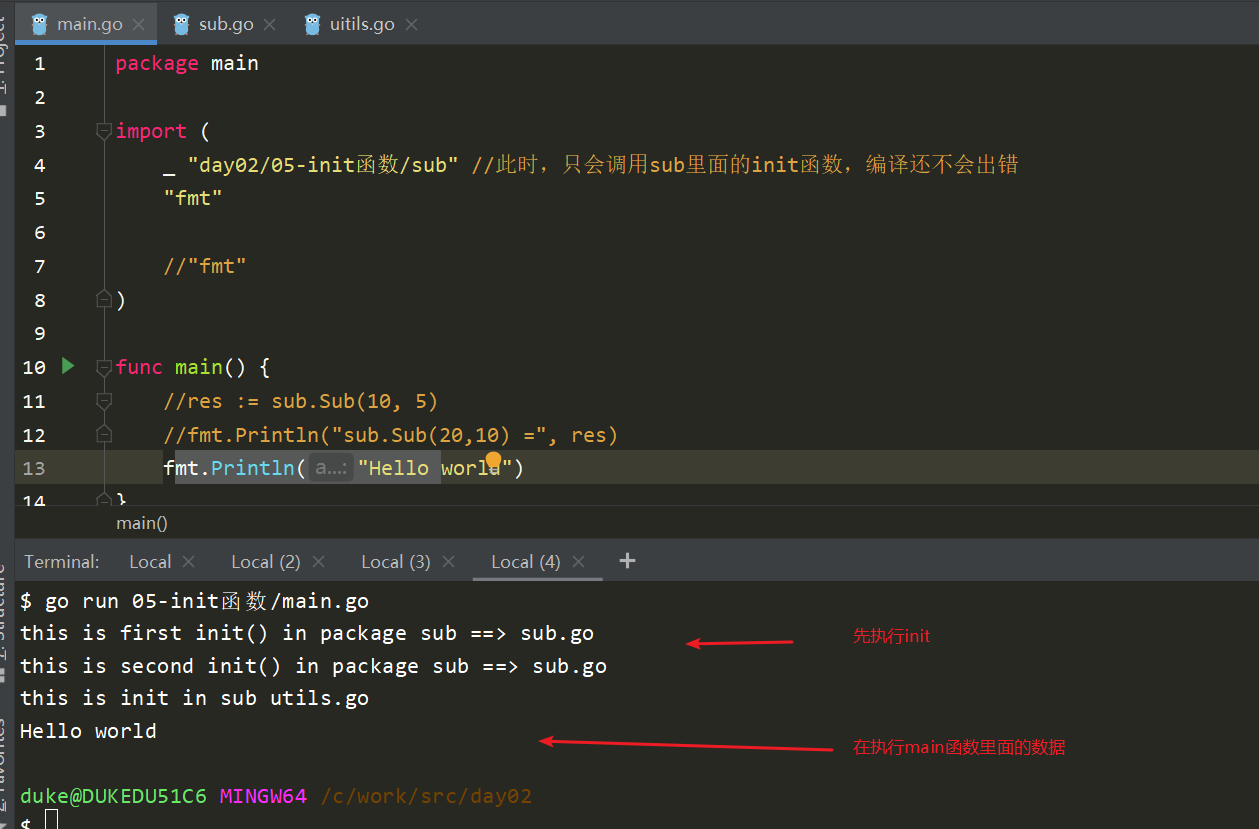 main.go sub.go uitils.go
1 package main
2
3 import (
4 _ "day02/05-init函数/sub" //此时，只会调用sub里面的init函数，编译还不会出错
5 "fmt"
6
7 //"fmt"
8 )
9
10 func main() {
11 //res := sub.Sub(10, 5)
12 //fmt.Println("sub.Sub(20,10) =", res)
13 fmt.Println( a...: "Hello world")
14 }
main()
Terminal: Local Local (2) Local (3) Local (4) +
$ go run 05-init函数/main.go
this is first init() in package sub ==> sub.go
先执行init
this is second init() in package sub ==> sub.go
this is init in sub utils.go
Hello world
在执行main函数里面的数据
duke@DUKEDU51C6 MINGW64 /c/work/src/day02
$